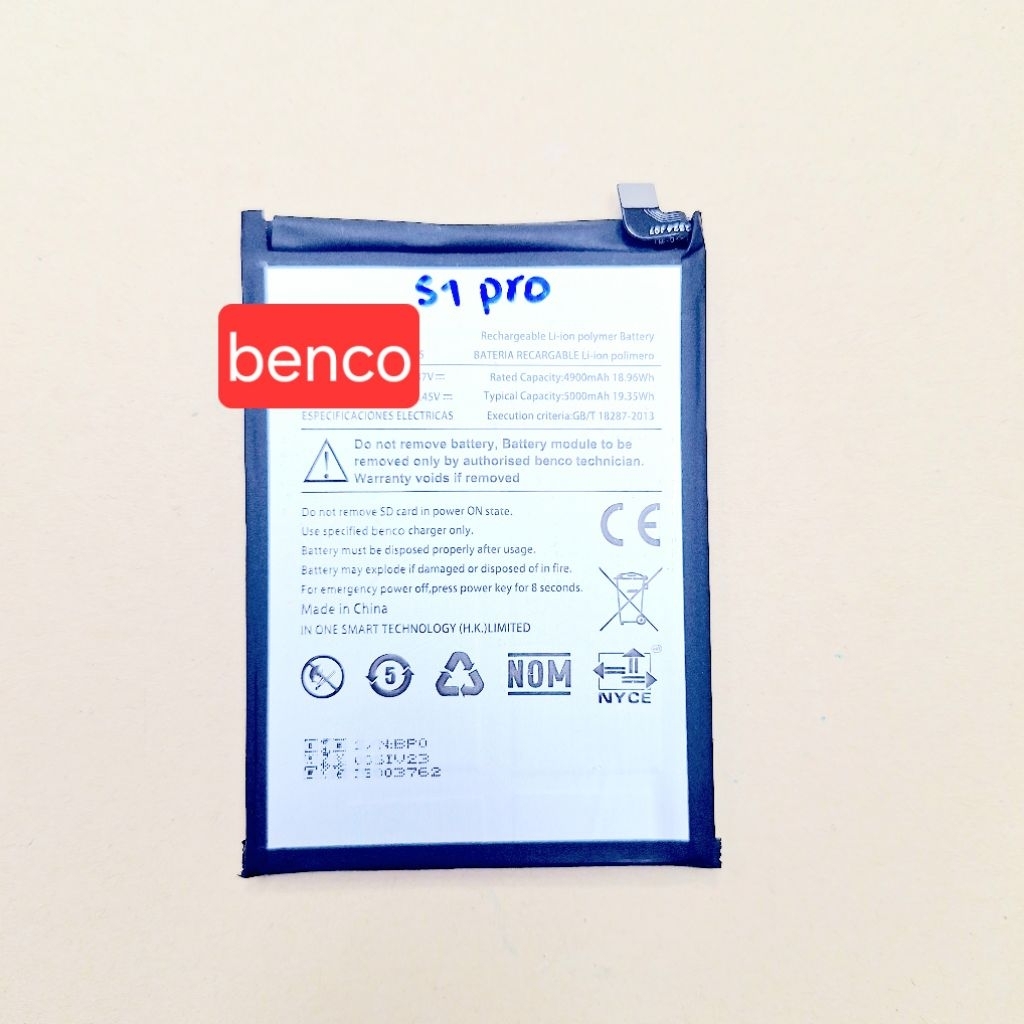 S1 pro
benco
Rechargeable Li-ion polymer Battery
BATERIA RECARGABLE Li-ion polimero
Rated Capacity:4900mAh 18.96Wh
Typical Capacity:5000mAh 19.35Wh
ESPECIFICACIONES ELECTRICAS Execution criteria:GB/T 18287-2013
Do not remove battery, Battery module to be
removed only by authorised benco technician.
Warranty voids if removed
Do not remove SD card in power ON state.
Use specified benco charger only.
Battery must be disposed properly after usage.
Battery may explode if damaged or disposed of in fire.
For emergency power off,press power key for 8 seconds.
Made in China
IN ONE SMART TECHNOLOGY (H.K.)LIMITED
CE
5
NOM
NYCE